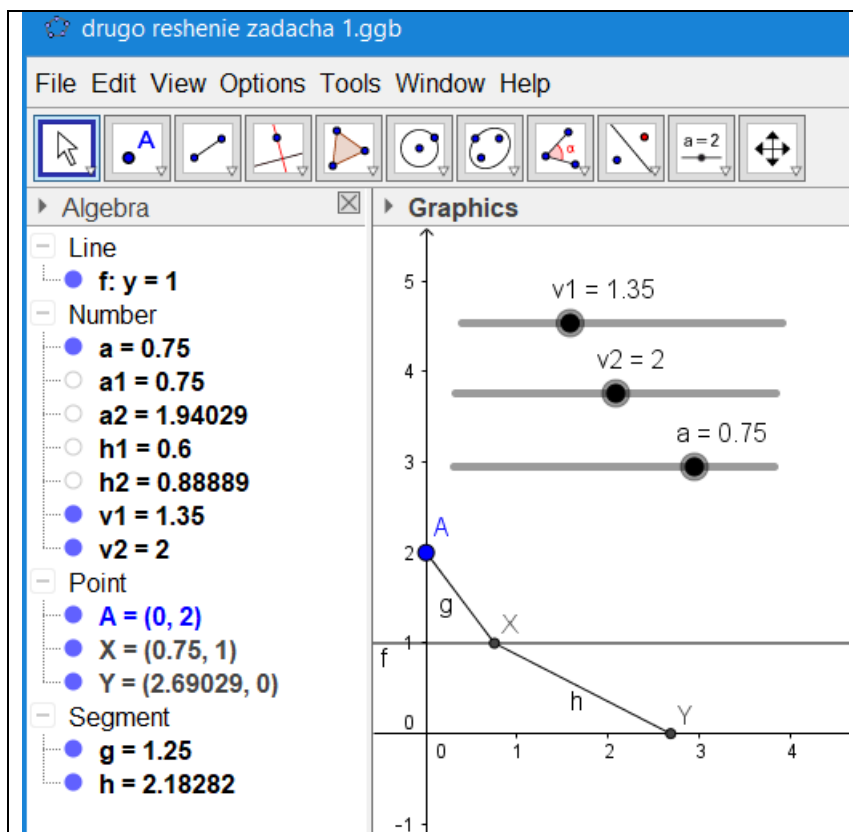 drugo reshenie zadacha 1.ggb
File Edit View Options Tools Window Help
A
α
a=2
Algebra
Line
f: y = 1
Number
a = 0.75
a1 = 0.75
a2 = 1.94029
h1 = 0.6
h2 = 0.88889
v1 = 1.35
v2 = 2
Point
A = (0, 2)
X = (0.75, 1)
Y = (2.69029, 0)
Segment
g = 1.25
h = 2.18282
Graphics
5
v1 = 1.35
4
v2 = 2
a = 0.75
3
A
2
g
X
1
f
h
Y
0
0 1 2 3 4
-1